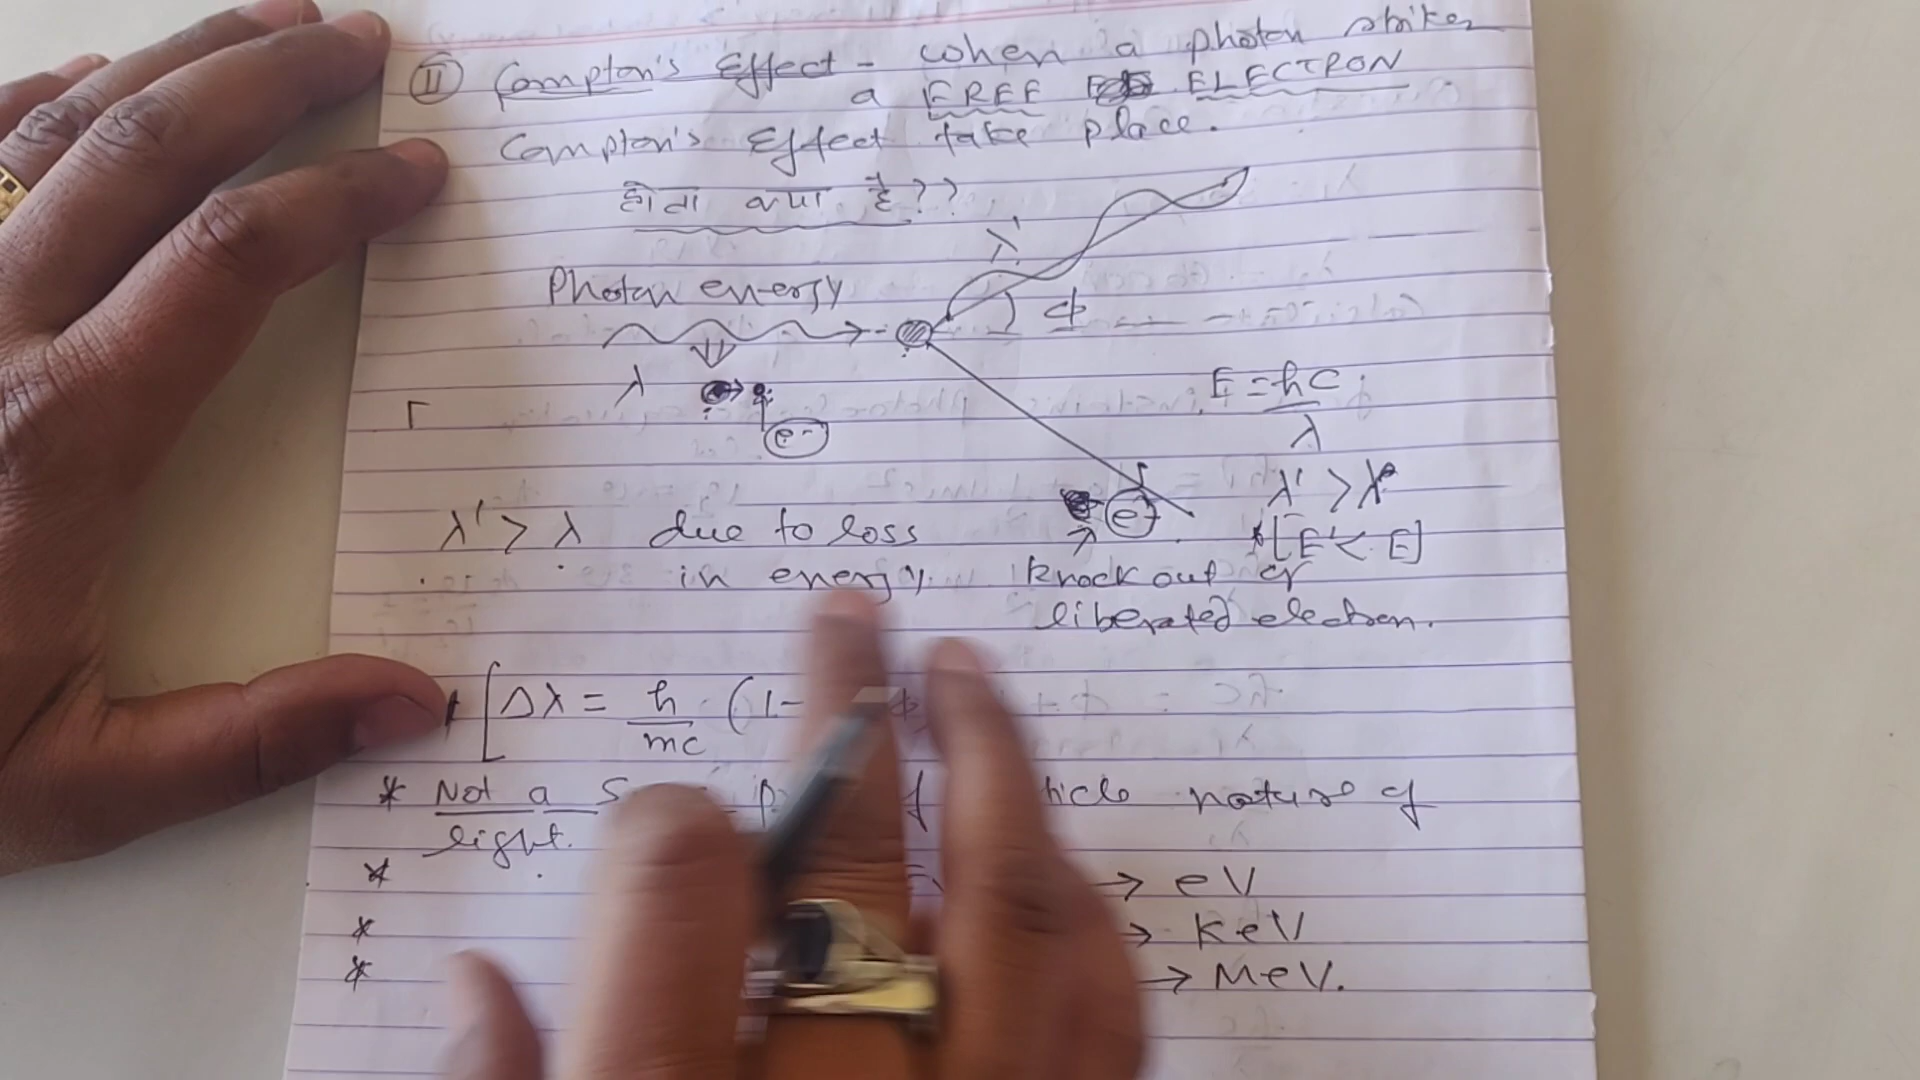 II Compton's Effect - when a photon strikes
a FREE ELECTRON
Compton's Effect take place.
होता क्या है??
λ'
Photon energy
ϕ
λ
e-
E = hc
λ
λ' > λ
e-
[E' < E]
λ' > λ due to loss
in energy.
knock out or
liberated electron.
[Δλ = h (1- ϕ
mc
* Not a
nature of
light.
* → eV
* → KeV
* → MeV.